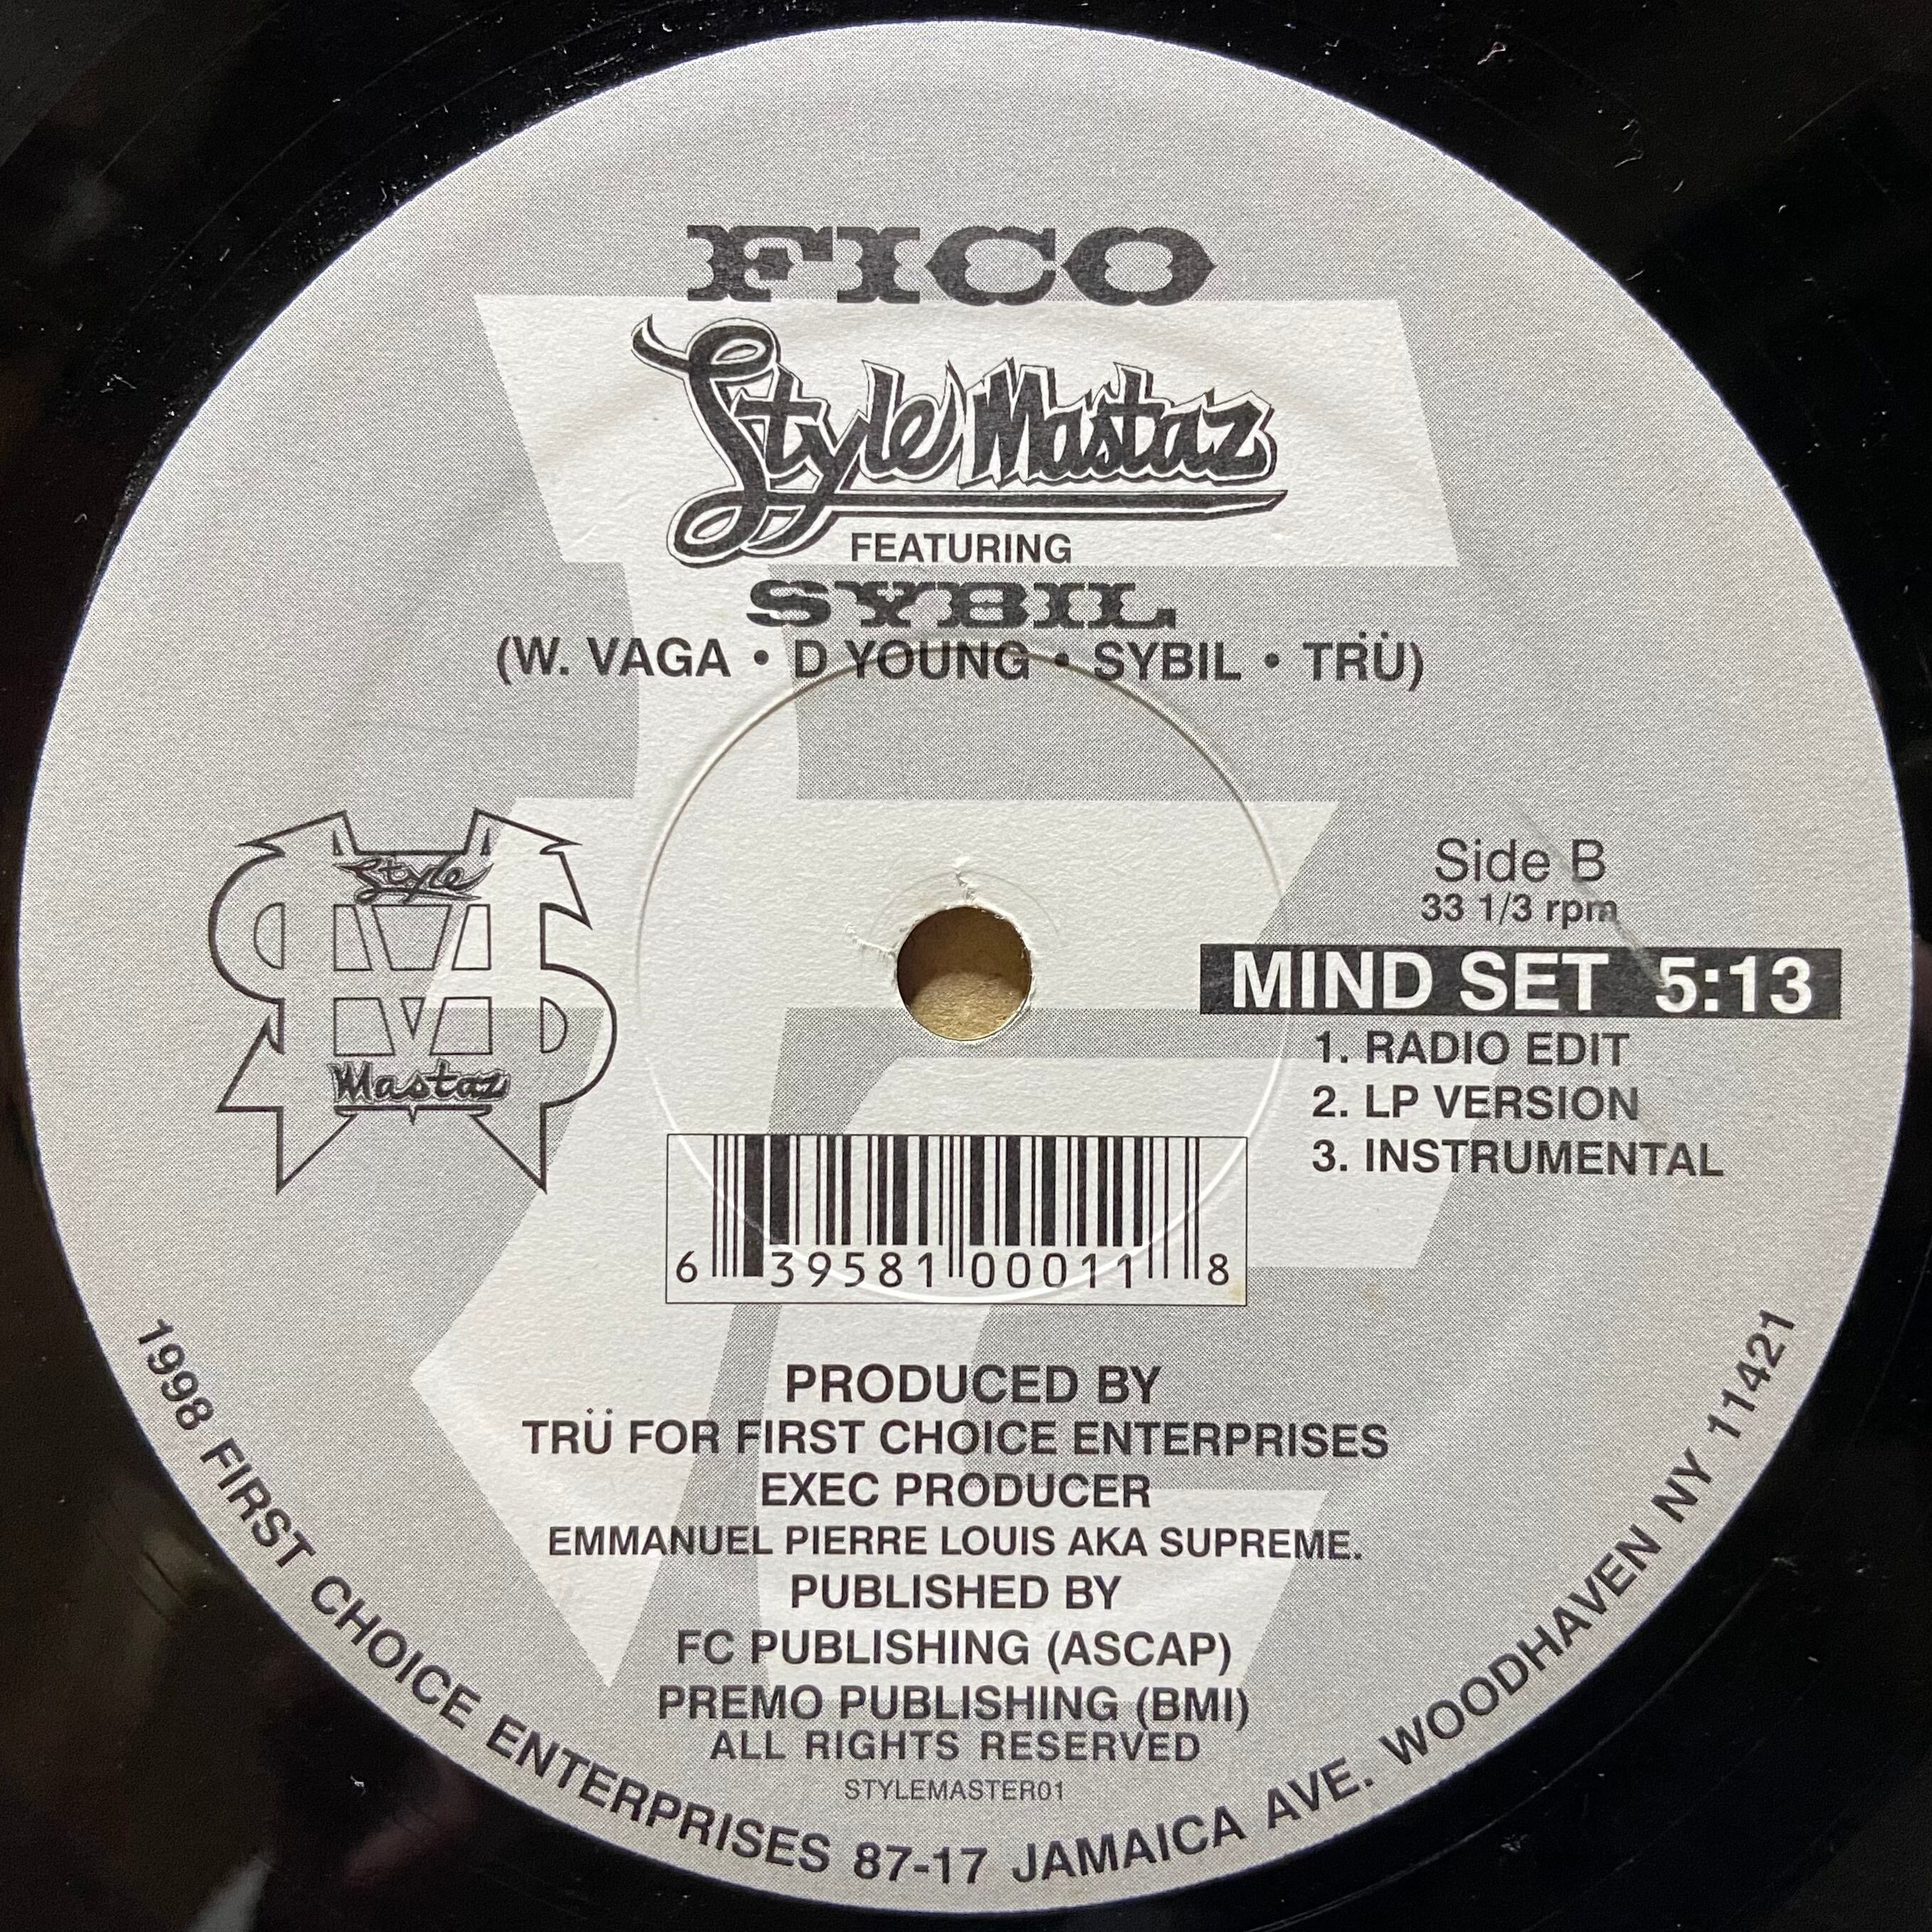 FICO
Style Mastaz
FEATURING
SYBIL
(W. VAGA • D YOUNG • SYBIL • TRÜ)
Style
Mastaz
Side B
33 1/3 rpm
MIND SET 5:13
1. RADIO EDIT
2. LP VERSION
3. INSTRUMENTAL
6 39581 00011 8
PRODUCED BY
TRÜ FOR FIRST CHOICE ENTERPRISES
EXEC PRODUCER
EMMANUEL PIERRE LOUIS AKA SUPREME.
PUBLISHED BY
FC PUBLISHING (ASCAP)
PREMO PUBLISHING (BMI)
ALL RIGHTS RESERVED
STYLEMASTER01
1998 FIRST CHOICE ENTERPRISES 87-17 JAMAICA AVE. WOODHAVEN NY 11421